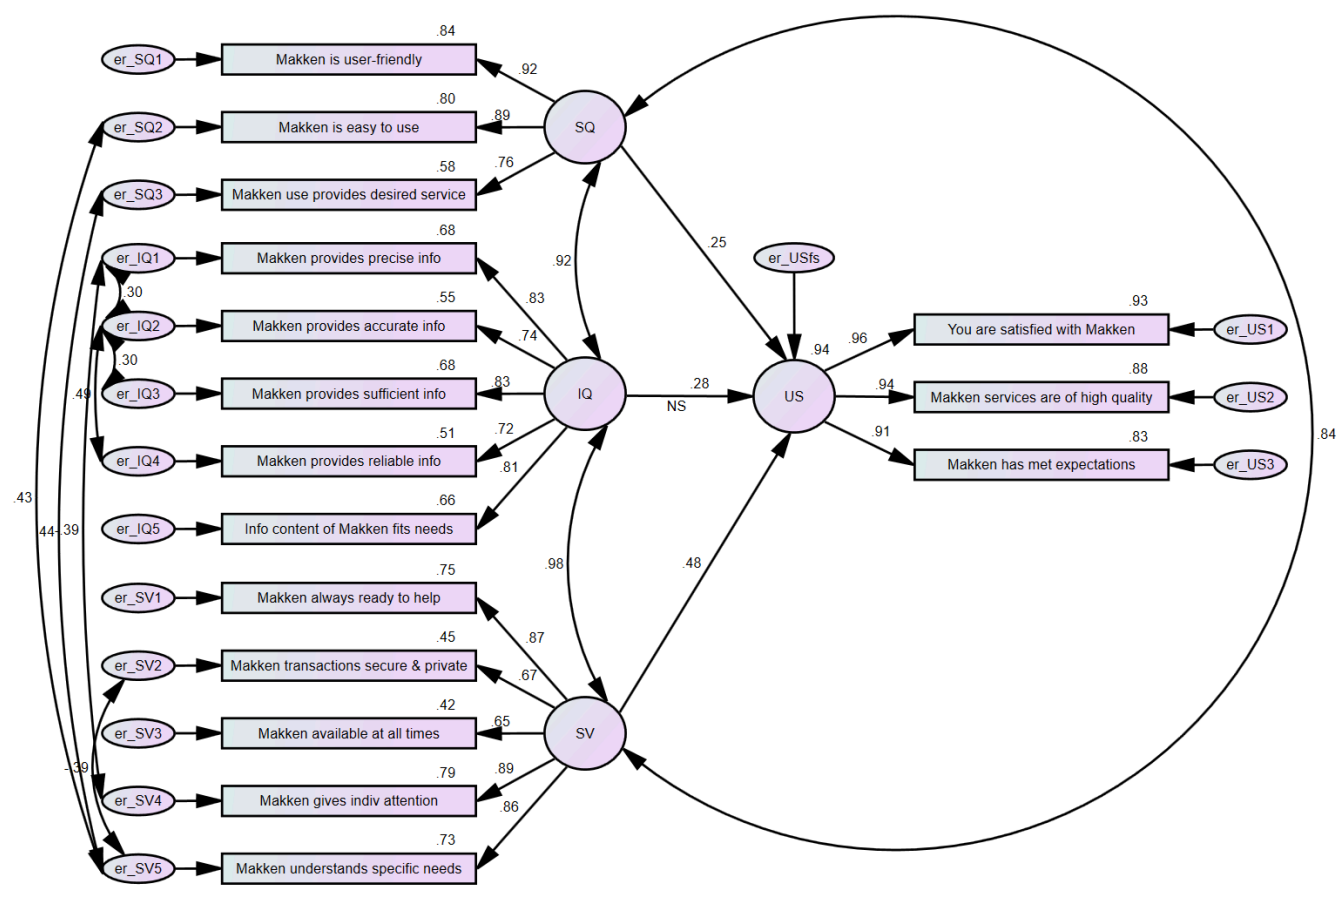 .84
er_SQ1
Makken is user-friendly
.92
.80
er_SQ2
Makken is easy to use
.89
SQ
.76
.58
er_SQ3
Makken use provides desired service
.68
er_IQ1
Makken provides precise info
.92
.25
er_USfs
.30
.83
.55
er_IQ2
Makken provides accurate info
.74
.93
You are satisfied with Makken
er_US1
.96
.94
.30
.68
er_IQ3
Makken provides sufficient info
.83
IQ
.28
NS
US
.88
.94
Makken services are of high quality
er_US2
.49
.72
.51
er_IQ4
Makken provides reliable info
.81
.91
.83
Makken has met expectations
er_US3
.84
.43
.66
er_IQ5
Info content of Makken fits needs
.44
-.39
.98
.48
.75
er_SV1
Makken always ready to help
.87
.45
er_SV2
Makken transactions secure & private
.67
.42
er_SV3
Makken available at all times
.65
SV
-.39
.79
er_SV4
Makken gives indiv attention
.89
.86
.73
er_SV5
Makken understands specific needs